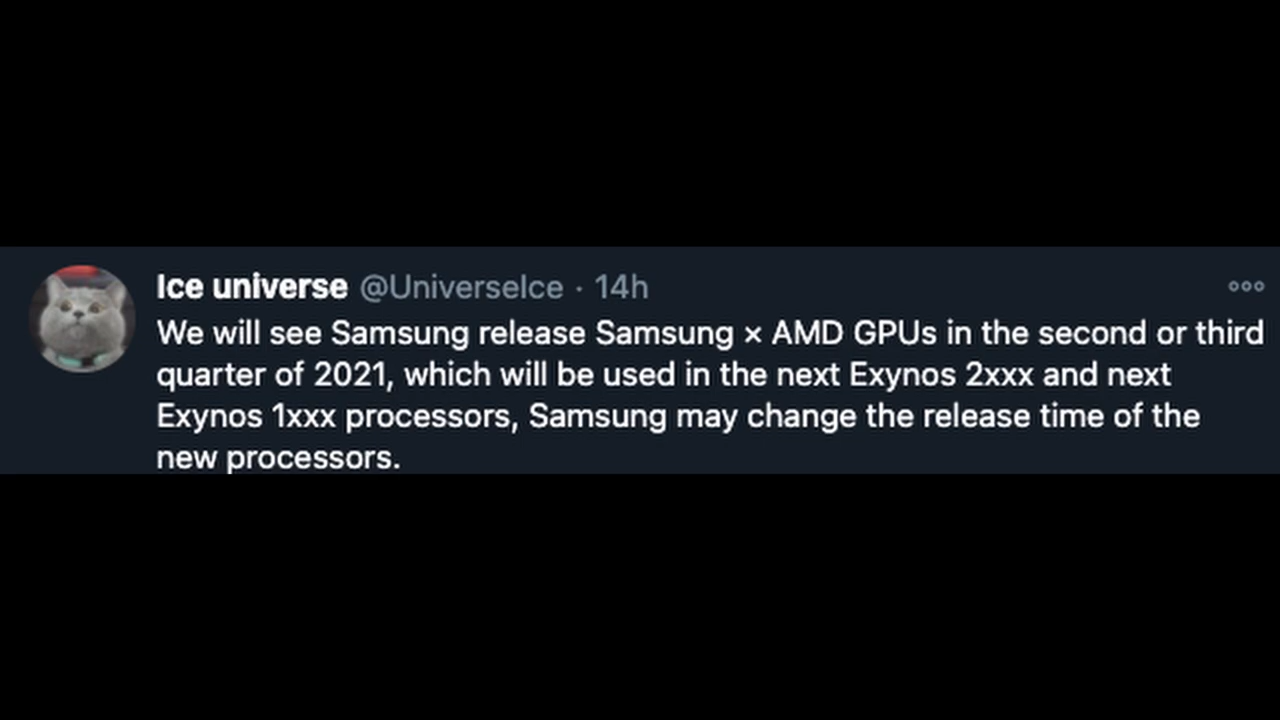 Ice universe @UniverseIce · 14h
We will see Samsung release Samsung × AMD GPUs in the second or third
quarter of 2021, which will be used in the next Exynos 2xxx and next
Exynos 1xxx processors, Samsung may change the release time of the
new processors.